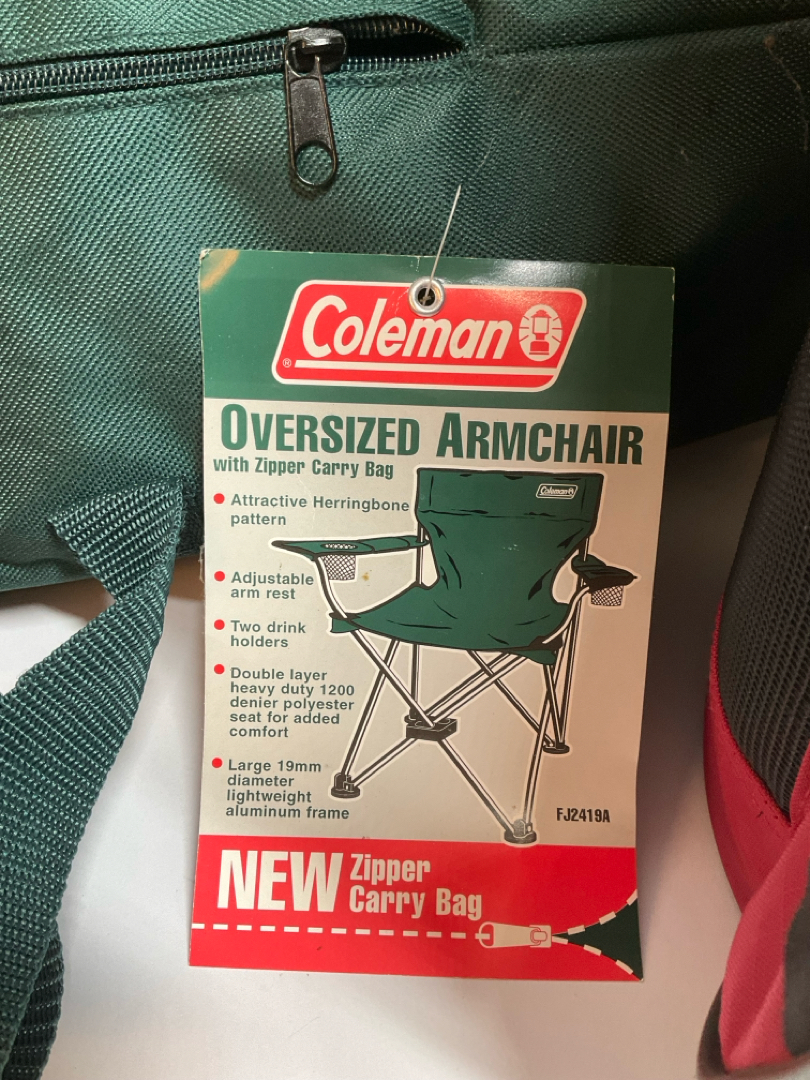 Coleman
®
OVERSIZED ARMCHAIR
with Zipper Carry Bag
Attractive Herringbone
pattern
Coleman
Adjustable
arm rest
Two drink
holders
Double layer
heavy duty 1200
denier polyester
seat for added
comfort
Large 19mm
diameter
lightweight
aluminum frame
FJ2419A
NEW Zipper
Carry Bag